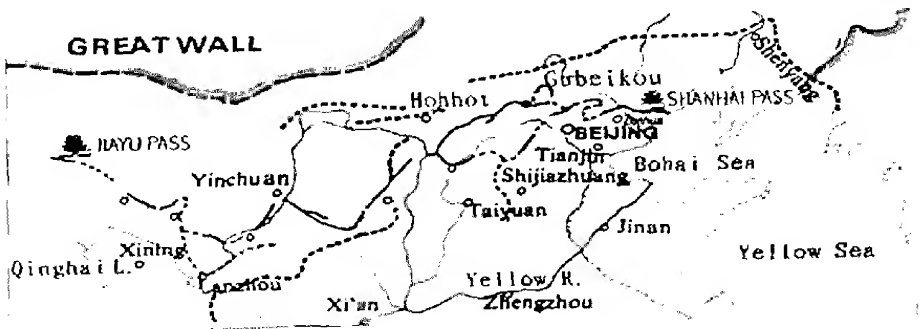 GREAT WALL
Shenyang
Gubeikou
Hohhot
SHANHAI PASS
BEIJING
JIAYU PASS
Tianjin
Bohai Sea
Yinchuan
Shijiazhuang
Taiyuan
Jinan
Xining
Yellow Sea
Qinghai L.
Lanzhou
Yellow R.
Xi'an
Zhengzhou